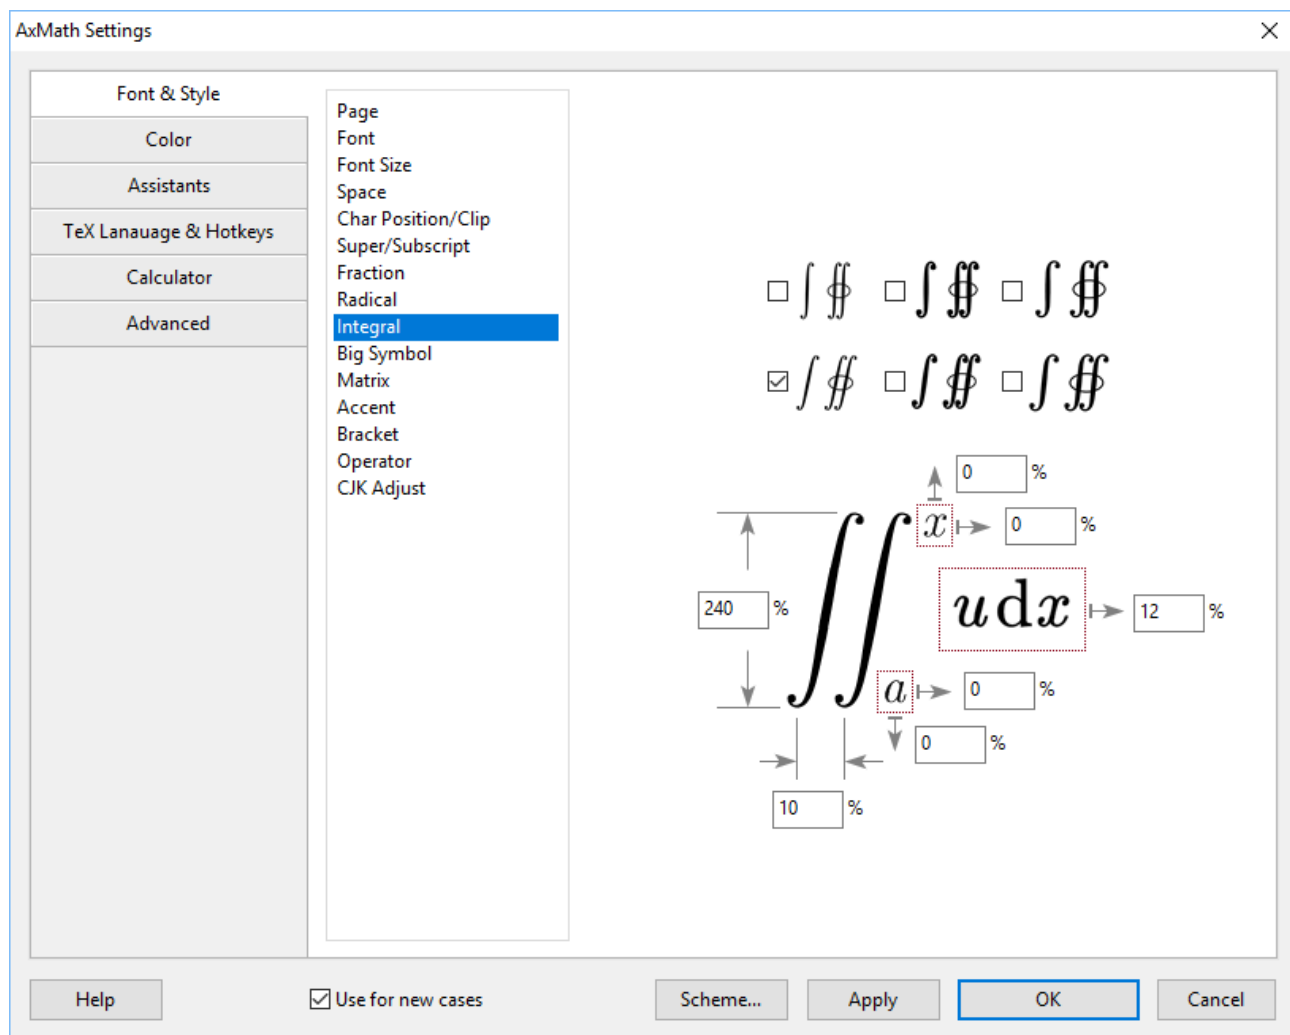 AxMath Settings
Font & Style
Color
Assistants
TeX Lanauage & Hotkeys
Calculator
Advanced
Page
Font
Font Size
Space
Char Position/Clip
Super/Subscript
Fraction
Radical
Integral
Big Symbol
Matrix
Accent
Bracket
Operator
CJK Adjust
∫ ∯ ∫ ∯ ∫ ∯
∫ ∯ ∫ ∯ ∫ ∯
0 %
x 0 %
240 % ∫∫ u dx 12 %
a 0 %
0 %
10 %
Help
Use for new cases
Scheme...
Apply
OK
Cancel